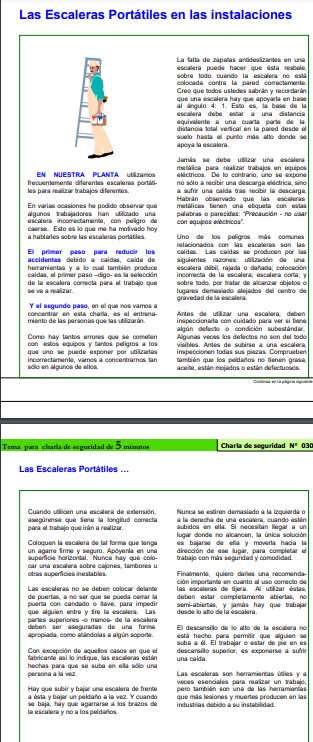 Las Escaleras Portátiles en las instalaciones
EN NUESTRA PLANTA utilizamos
frecuentemente diferentes escaleras portáti-
les para realizar trabajos diferentes.
En varias ocasiones he podido observar que
algunos trabajadores han utilizado una
escalera incorrectamente, con peligro de
caerse. Esto es lo que me ha motivado hoy
a hablarles sobre las escaleras portátiles.
El primer paso para reducir los
accidentes debido a caídas, caída de
herramientas y a lo cual también produce
caídas, el primer paso –digo- es la selección
de la escalera correcta para el trabajo que
se va a realizar.
Y el segundo paso, en el que nos vamos a
concentrar en esta charla, es el entrena-
miento de las personas que las utilizarán.
Como hay tantos errores que se cometen
con estos equipos y tantos peligros a los
que uno se puede exponer por utilizarlas
incorrectamente, vamos a concentrarnos tan
sólo en algunos de ellos.
La falta de zapatas antideslizantes en una
escalera puede hacer que ésta resbale,
sobre todo cuando la escalera no está
colocada contra la pared correctamente.
Creo que todos ustedes sabrán y recordarán
que una escalera hay que apoyarla en base
al ángulo 4: 1. Esto es, la base de la
escalera debe estar a una distancia
equivalente a una cuarta parte de la
distancia total vertical en la pared desde el
suelo hasta el punto más alto donde se
apoya la escalera.
Jamás se debe utilizar una escalera
metálica para realizar trabajos en equipos
eléctricos. De lo contrario, uno se expone
no sólo a recibir una descarga eléctrica, sino
a sufrir una caída tras recibir la descarga.
Habrán observado que las escaleras
metálicas tienen una etiqueta con estas
palabras o parecidas: "Precaución - no usar
con equipos eléctricos".
Uno de los peligros más comunes
relacionados con las escaleras son las
caídas. Las caídas se producen por las
siguientes razones: utilización de una
escalera débil, rajada o dañada; colocación
incorrecta de la escalera; escalera corta; y
sobre todo, por tratar de alcanzar objetos o
lugares demasiado alejados del centro de
gravedad de la escalera.
Antes de utilizar una escalera, deben
inspeccionarla con cuidado para ver si tiene
algún defecto o condición subestándar,
Algunas veces los defectos no son del todo
visibles. Antes de subirse a una escalera,
inspeccionen todas sus piezas. Comprueben
también que los peldaños no tienen grasa,
aceite, están mojados o están defectuosos.
Continúa en la página siguiente
Tema para charla de seguridad de 5 minutos
Charla de seguridad N° 030
Las Escaleras Portátiles ...
Cuando utilicen una escalera de extensión,
asegúrense que tiene la longitud correcta
para el trabajo que irán a realizar.
Coloquen la escalera de tal forma que tenga
un agarre firme y seguro. Apóyenla en una
superficie horizontal. Nunca hay que colo-
car una escalera sobre cajones, tambores u
otras superficies inestables.
Las escaleras no se deben colocar delante
de puertas, a no ser que se pueda cerrar la
puerta con candado o llave, para impedir
que alguien entre y tire la escalera. Las
partes superiores -o manos- de la escalera
deben ser aseguradas de una forma
apropiada, como atándolas a algún soporte.
Con excepción de aquellos casos en que el
fabricante así lo indique, las escaleras están
hechas para que se suba en ella sólo una
persona a la vez.
Hay que subir y bajar una escalera de frente
a ésta y bajar un peldaño a la vez. Y cuando
se baja, hay que agarrarse a los brazos de
la escalera y no a los peldaños.
Nunca se estiren demasiado a la izquierda o
a la derecha de una escalera, cuando estén
subidos en ella. Si necesitan llegar a un
lugar donde no alcancen, la única solución
es bajarse de ella y moverla hacia la
dirección de ese lugar, para completar el
trabajo con más seguridad y comodidad.
Finalmente, quiero darles una recomenda-
ción importante en cuanto al uso correcto de
las escaleras de tijera. Al utilizar éstas,
deben estar completamente abiertas, no
semi-abiertas, y jamás hay que trabajar
desde lo alto de la escalera.
El descansillo de lo alto de la escalera no
está hecho para permitir que alguien se
suba a él. El trabajar o estar de pie en es
descansillo superior, es exponerse a sufrir
una caída.
Las escaleras son herramientas útiles y a
veces esenciales para realizar un trabajo,
pero también son una de las herramientas
que más lesiones y muertes producen en las
industrias debido a su inestabilidad.